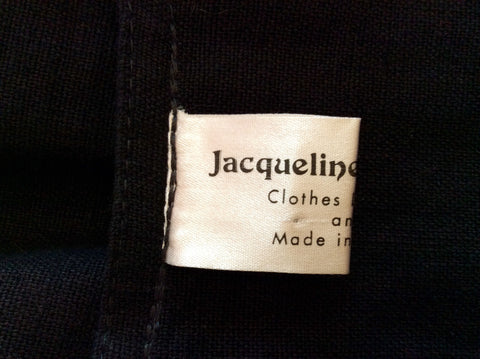 Jacqueline
Clothes
an
Made in